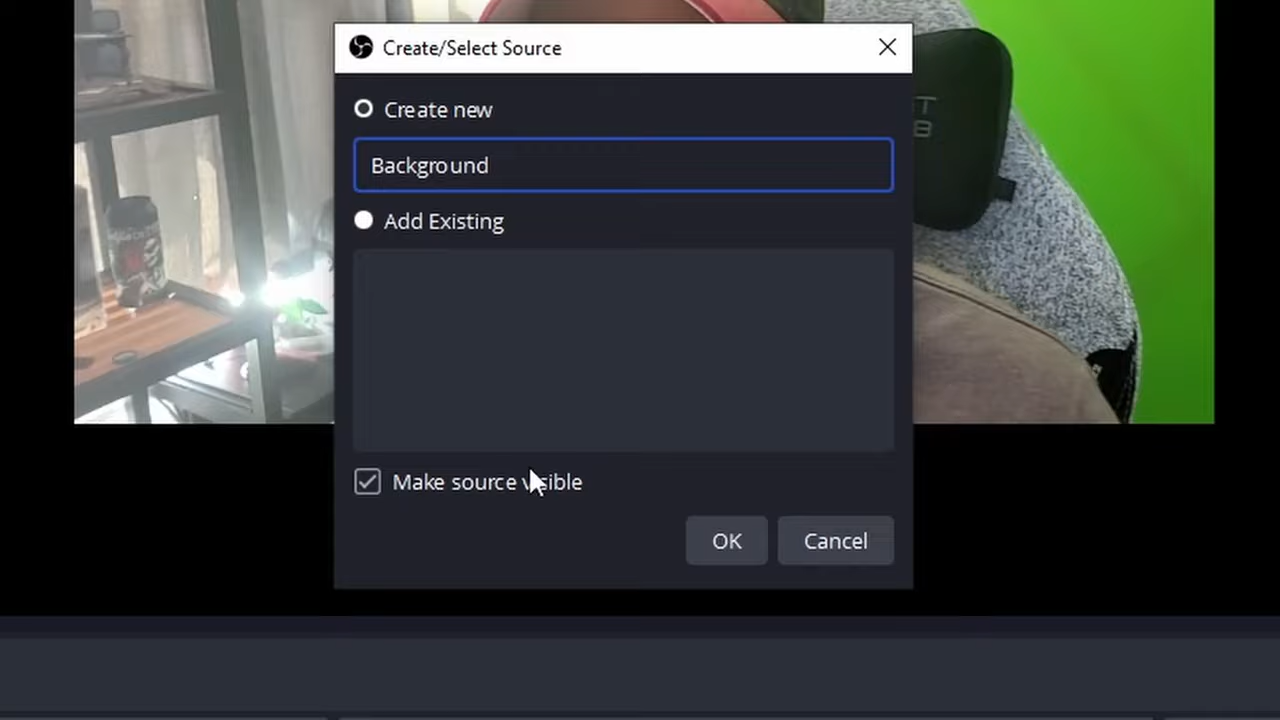 Create/Select Source
Create new
Background
Add Existing
Make source visible
OK
Cancel